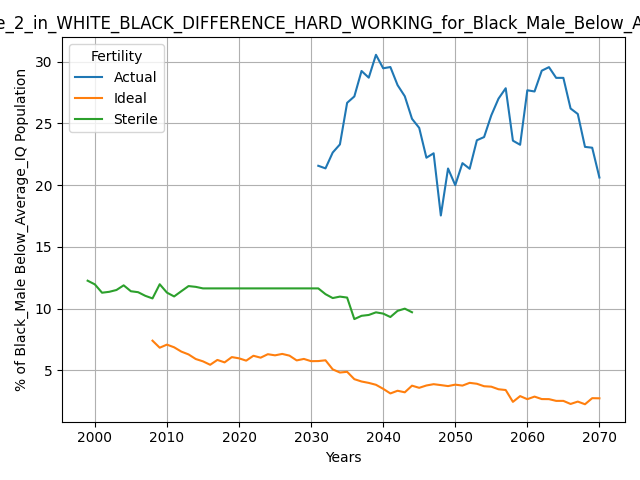 e_2_in_WHITE_BLACK_DIFFERENCE_HARD_WORKING_for_Black_Male_Below_A
Fertility
Actual
Ideal
Sterile
% of Black_Male Below_Average_IQ Population
30
25
20
15
10
5
2000 2010 2020 2030 2040 2050 2060 2070
Years